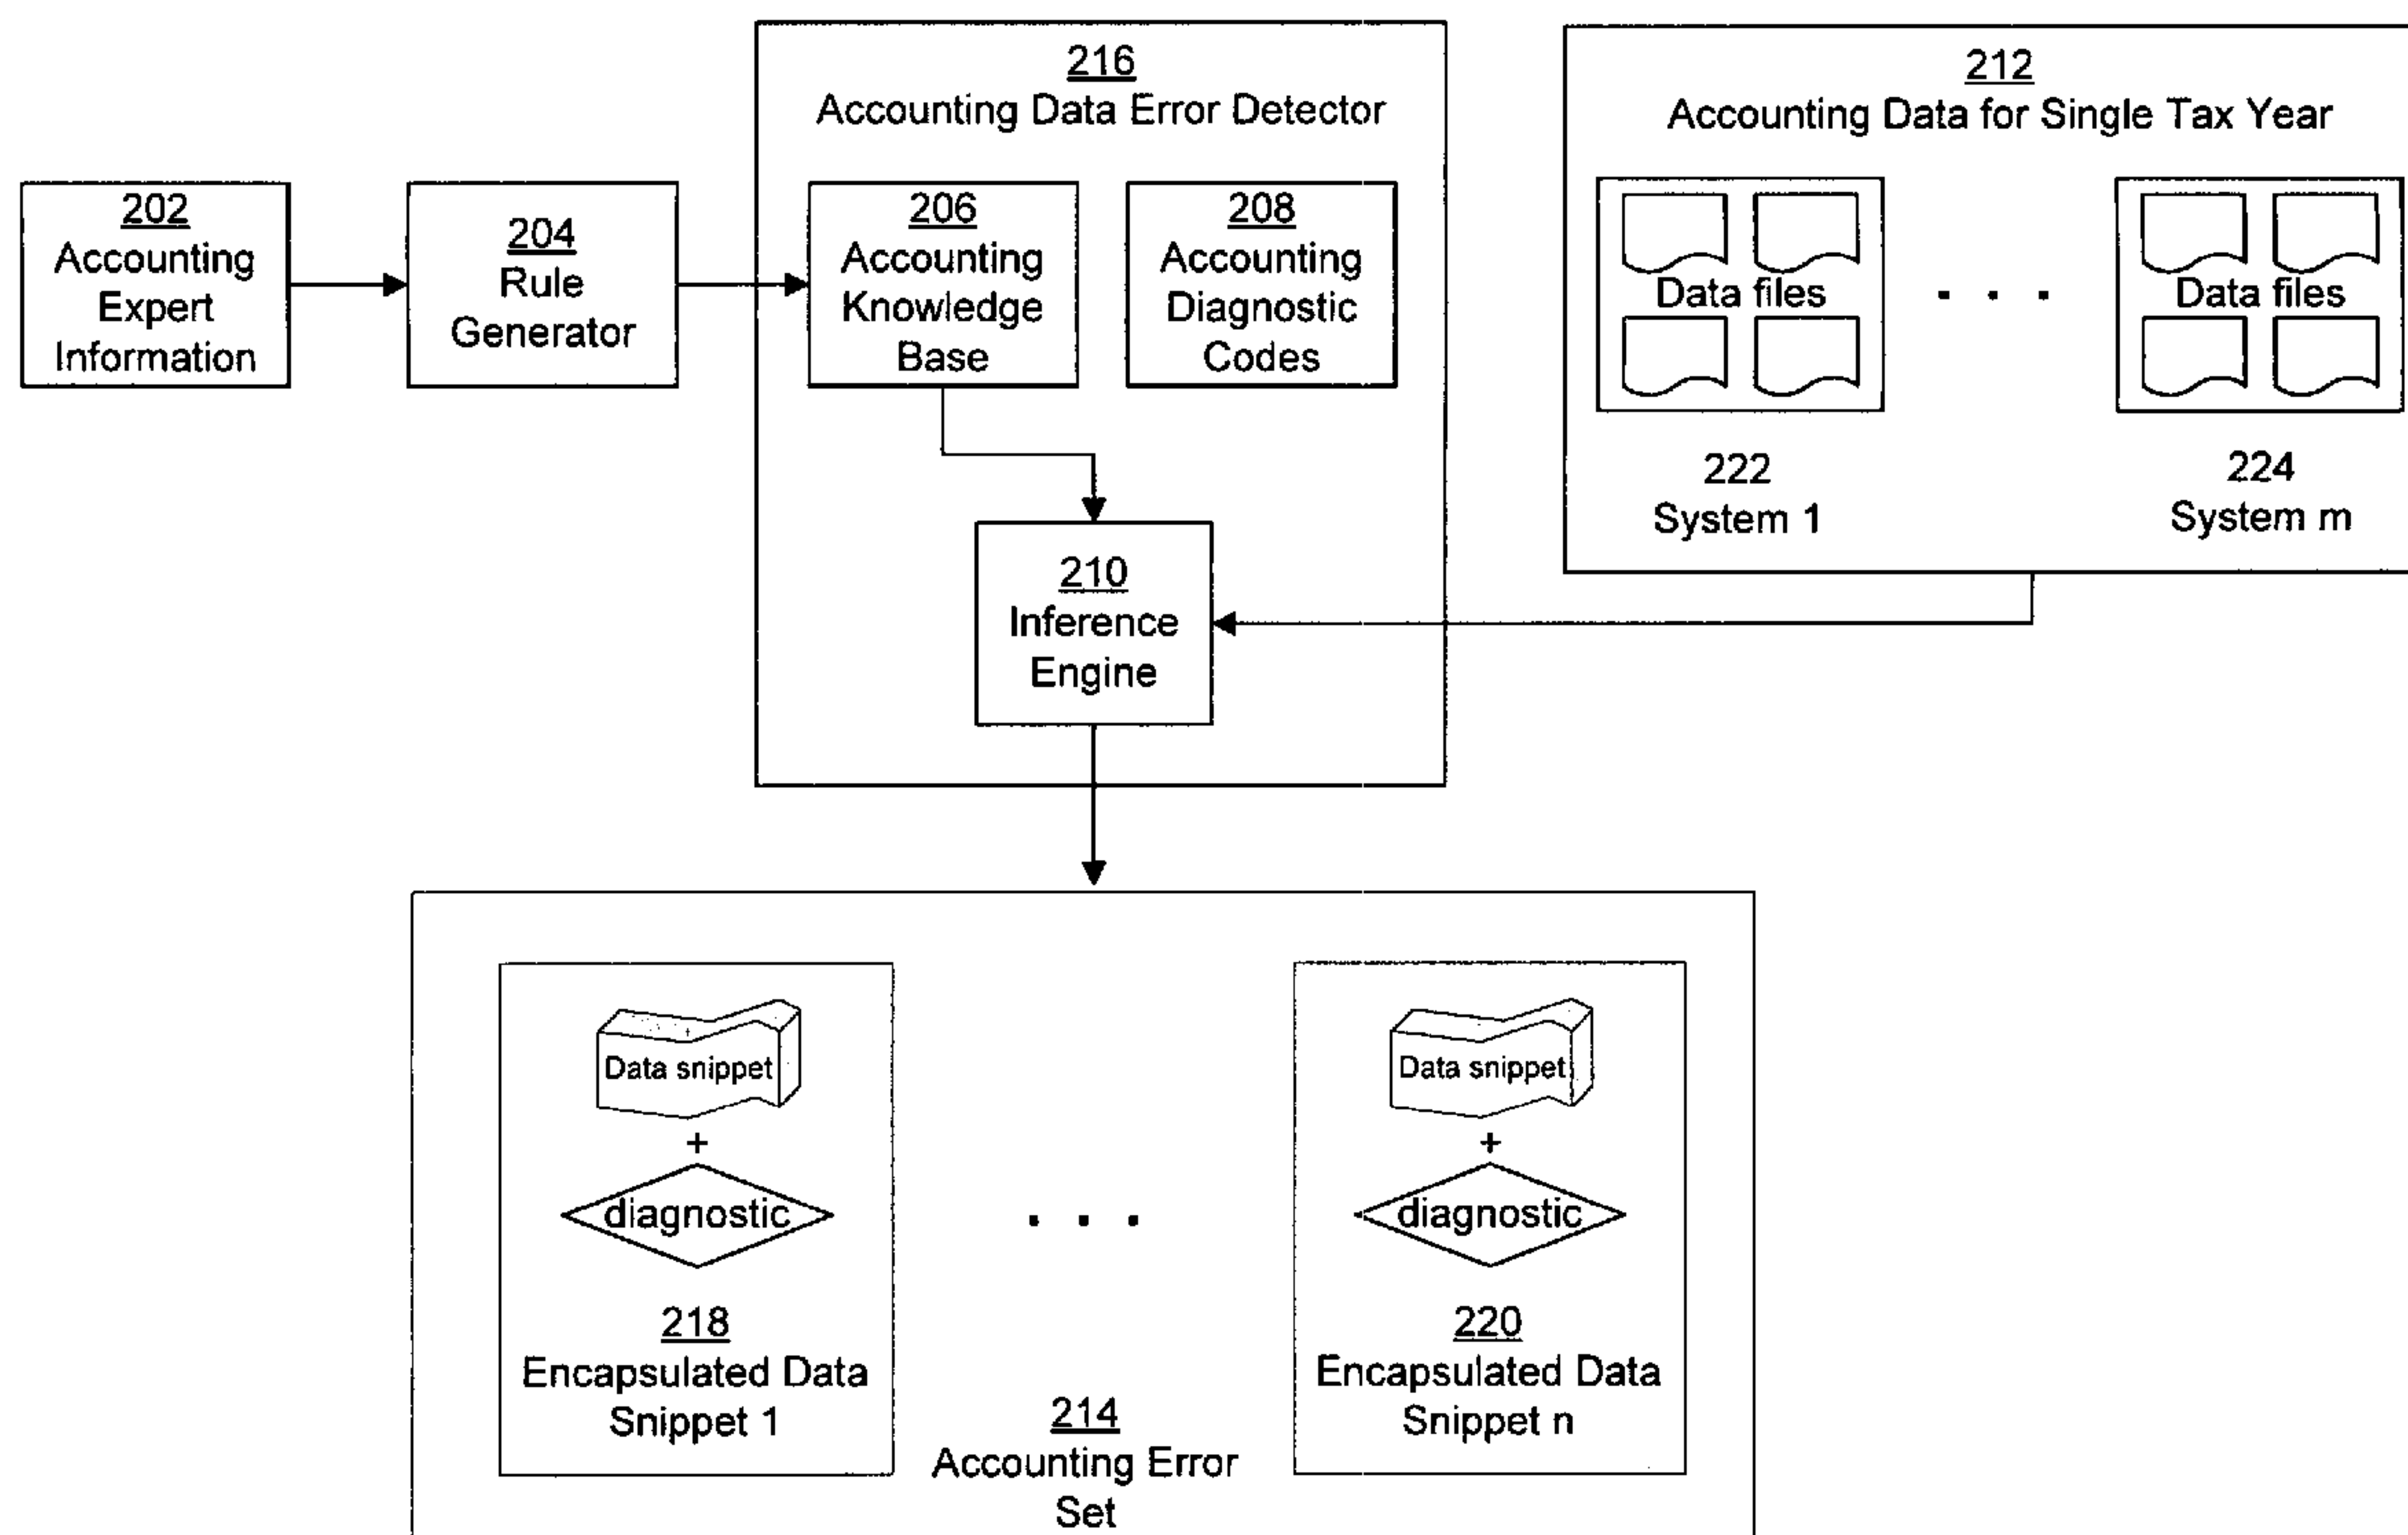 216
Accounting Data Error Detector
212
Accounting Data for Single Tax Year
202
Accounting
Expert
Information
204
Rule
Generator
206
Accounting
Knowledge
Base
208
Accounting
Diagnostic
Codes
Data files
. . .
Data files
222
System 1
224
System m
210
Inference
Engine
Data snippet
+
diagnostic
218
Encapsulated Data
Snippet 1
. . .
Data snippet
+
diagnostic
220
Encapsulated Data
Snippet n
214
Accounting Error
Set